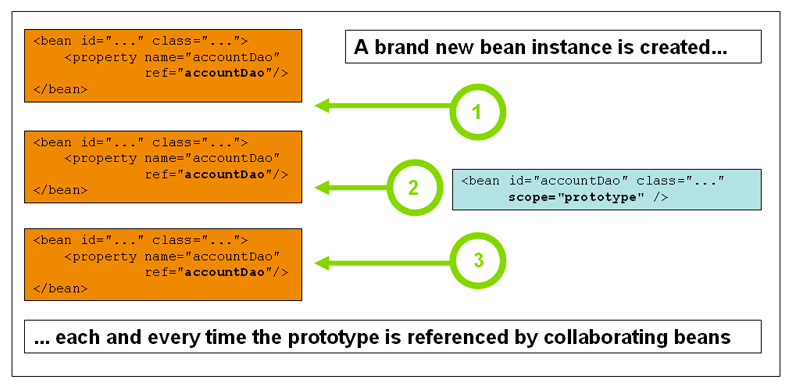 <bean id="..." class="...">
<property name="accountDao"
ref="accountDao"/>
</bean>
A brand new bean instance is created...
1
<bean id="..." class="...">
<property name="accountDao"
ref="accountDao"/>
</bean>
2
<bean id="accountDao" class="..."
scope="prototype" />
<bean id="..." class="...">
<property name="accountDao"
ref="accountDao"/>
</bean>
3
... each and every time the prototype is referenced by collaborating beans